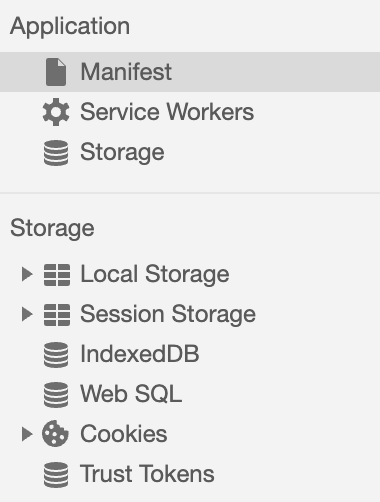 Application
Manifest
Service Workers
Storage
Storage
Local Storage
Session Storage
IndexedDB
Web SQL
Cookies
Trust Tokens